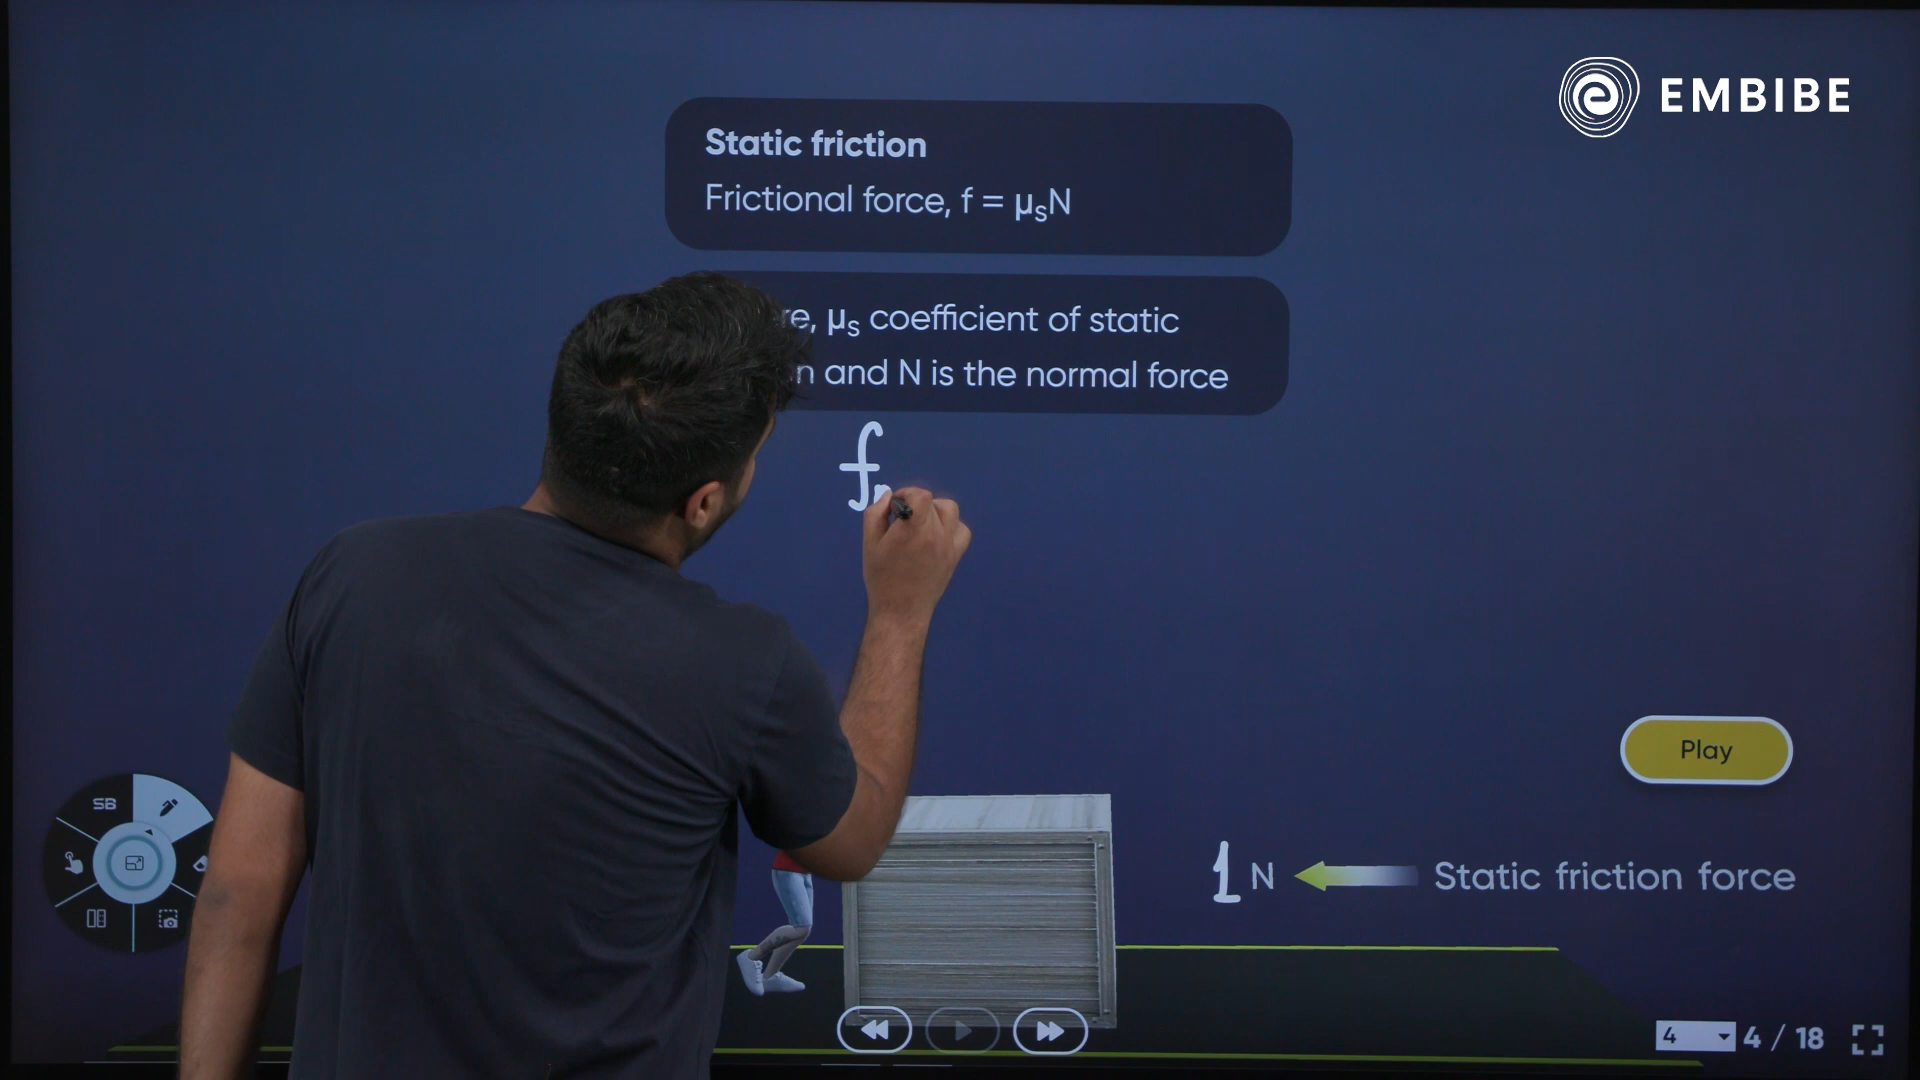 EMBIBE
Static friction
Frictional force, f = μₛN
μₛ coefficient of static
and N is the normal force
f
Play
SB
1 N Static friction force
4 4 / 18